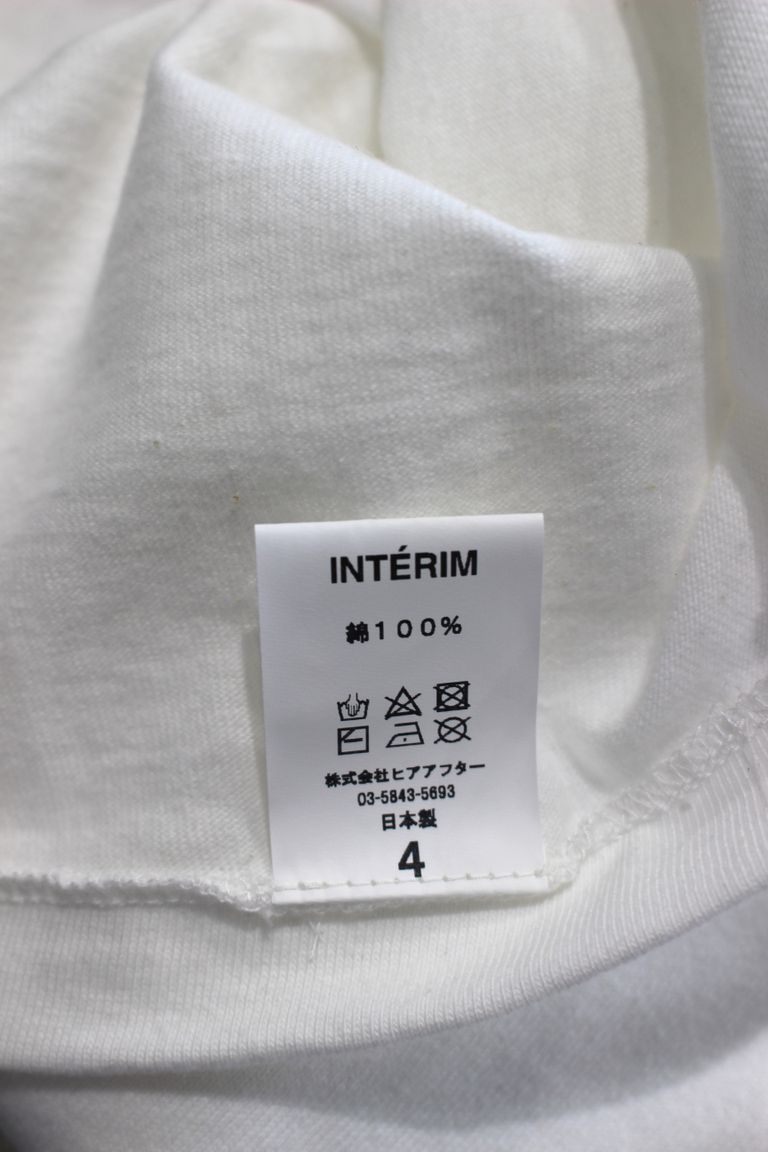 INTÉRIM
綿１００％
株式会社ヒアアフター
03-5843-5693
日本製
4